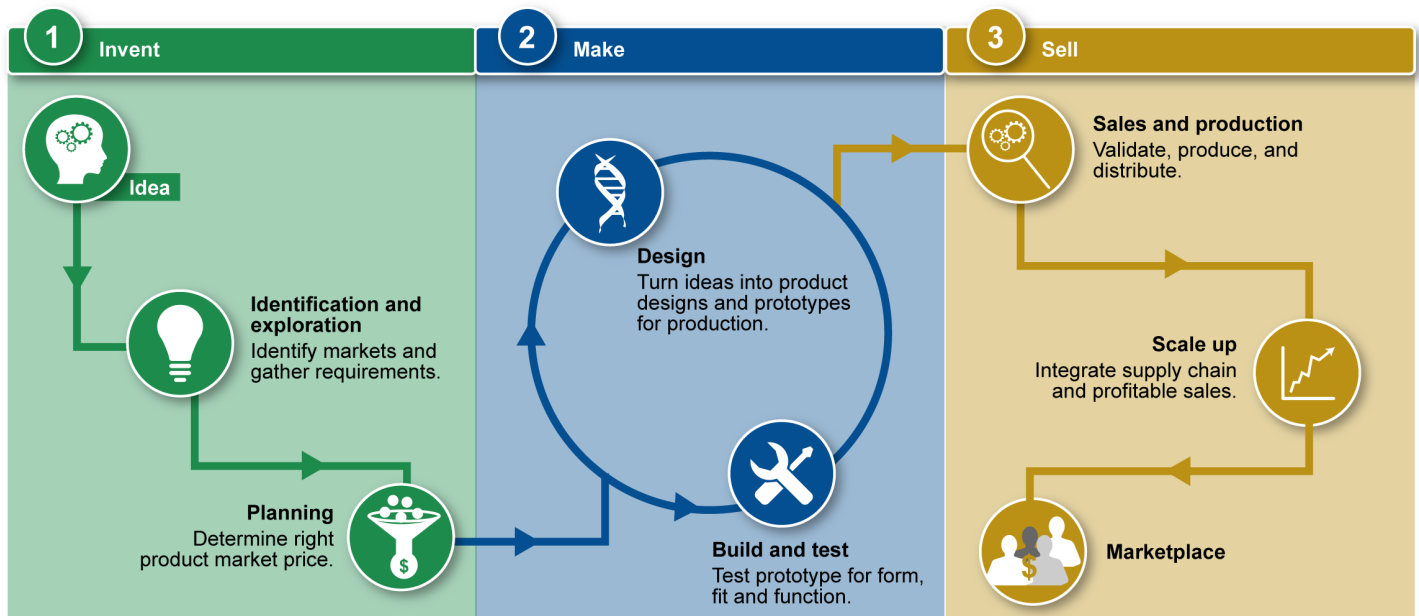 1
Invent
Idea
Identification and
exploration
Identify markets and
gather requirements.
Planning
Determine right
product market price.
$
2
Make
Design
Turn ideas into product
designs and prototypes
for production.
Build and test
Test prototype for form,
fit and function.
3
Sell
Sales and production
Validate, produce, and
distribute.
Scale up
Integrate supply chain
and profitable sales.
$
Marketplace